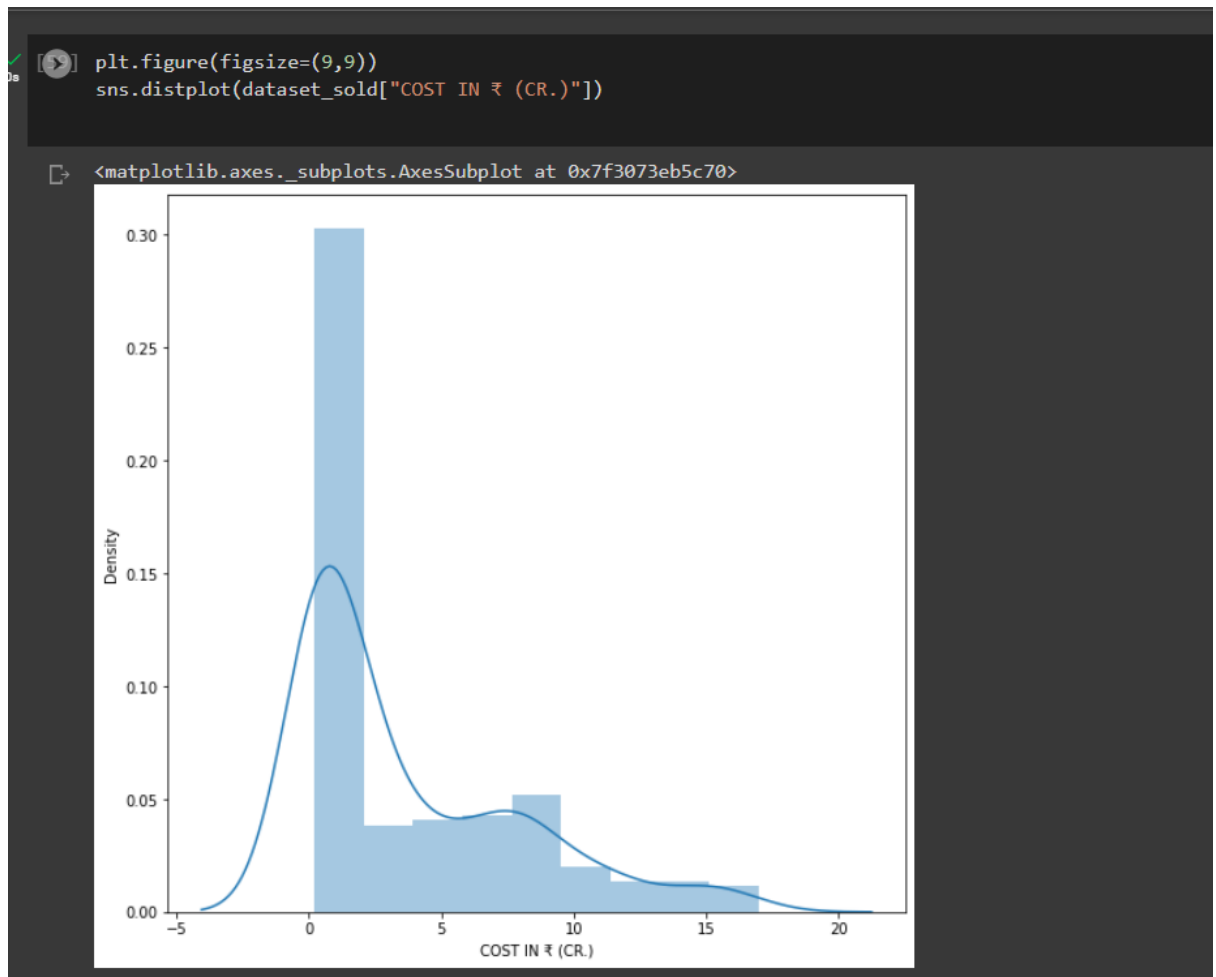 [59] plt.figure(figsize=(9,9))
sns.distplot(dataset_sold["COST IN ₹ (CR.)"])
0s
<matplotlib.axes._subplots.AxesSubplot at 0x7f3073eb5c70>
0.30
0.25
0.20
0.15
0.10
0.05
0.00
Density
-5
0
5
10
15
20
COST IN ₹ (CR.)